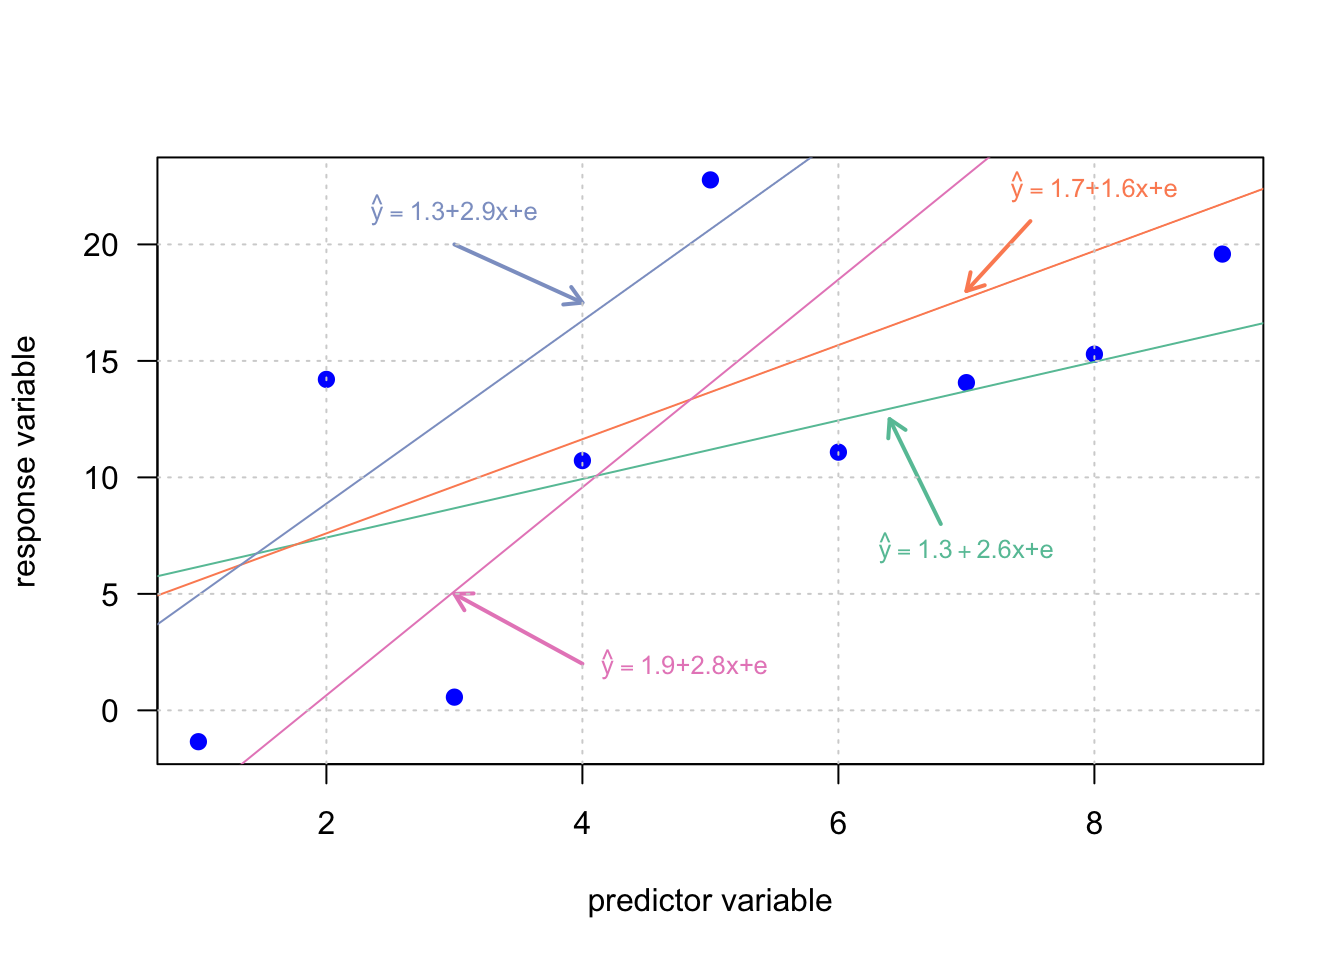 ŷ = 1.7+1.6x+e
ŷ = 1.3+2.9x+e
20
15
10
5
0
response variable
ŷ = 1.3 + 2.6x+e
ŷ = 1.9+2.8x+e
2 4 6 8
predictor variable